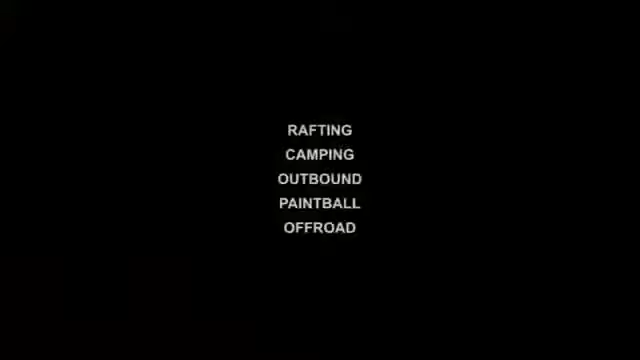 RAFTING
CAMPING
OUTBOUND
PAINTBALL
OFFROAD